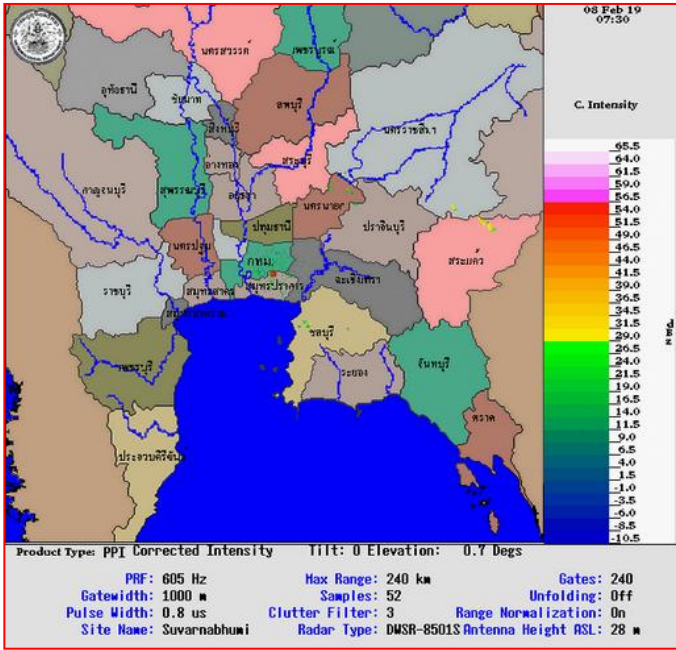 08 Feb 19
07:30
C. Intensity
นครสวรรค์
เพชรบูรณ์
อุทัยธานี
ชัยนาท
ลพบุรี
สิงห์บุรี
นครราชสีมา
อ่างทอง
สระบุรี
กาญจนบุรี
สุพรรณบุรี
อยุธยา
นครนายก
ปทุมธานี
ปราจีนบุรี
นครปฐม
กทม.
สระแก้ว
ราชบุรี
สมุทรสาคร
สมุทรปราการ
ฉะเชิงเทรา
ชลบุรี
เพชรบุรี
ระยอง
จันทบุรี
ตราด
ประจวบคีรีขันธ์
65.5
64.0
61.5
59.0
56.5
54.0
51.5
49.0
46.5
44.0
41.5
39.0
36.5
34.0
31.5
29.0
26.5
24.0
21.5
19.0
16.5
14.0
11.5
9.0
6.5
4.0
1.5
-1.0
-3.5
-6.0
-8.5
-10.5
Product Type: PPI Corrected Intensity Tilt: 0 Elevation: 0.7 Degs
PRF: 605 Hz Max Range: 240 km Gates: 240
Gatewidth: 1000 m Samples: 52 Unfolding: Off
Pulse Width: 0.8 us Clutter Filter: 3 Range Normalization: On
Site Name: Suvarnabhumi Radar Type: DWSR-8501S Antenna Height ASL: 28 m